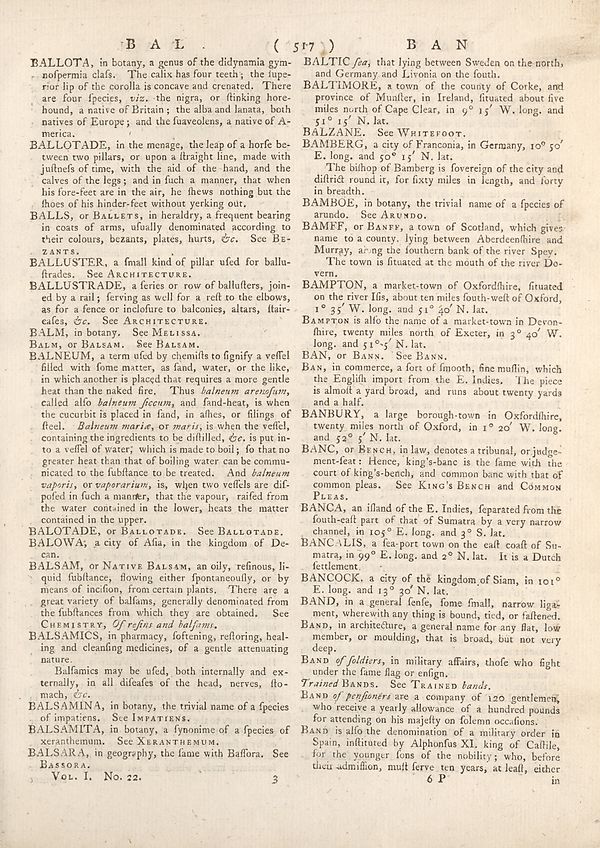 B A L . ( 517 ) B A N
BALLOTA, in botany, a genus of the didynamia gym-
nospermia class. The calix has four teeth; the supe-
rior lip of the corolla is concave and crenated. There
are four species, viz. the nigra, or stinking hore-
hound, a native of Britain; the alba and lanata, both
natives of Europe; and the suaveolens, a native of A-
merica.
BALLOTADE, in the menage, the leap of a horse be-
tween two pillars, or upon a straight line, made with
justness of time, with the aid of the hand, and the
calves of the legs; and in such a manner, that when
his fore-feet are in the air, he shews nothing but the
shoes of his hinder-feet without yerking out.
BALLS, or BALLETS, in heraldry, a frequent bearing
in coats of arms, usually denominated according to
their colours, bezants, plates, hurts, &c. See BE-
ZANTS.
BALLUSTER, a small kind of pillar used for ballu-
strades. See ARCHITECTURE.
BALLUSTRADE, a series or row of ballusters, join-
ed by a rail; serving as well for a rest to the elbows,
as for a fence or inclosure to balconies, altars, stair-
cases, &c. See ARCHITECTURE.
BALM, in botany. See MELISSA.
BALM, or BALSAM. See BALSAM.
BALNEUM, a term used by chemists to signify a vessel
filled with some matter, as sand, water, or the like,
in which another is placed that requires a more gentle
heat than the naked fire. Thus balneum arenosum,
called also balneum siccum, and sand-heat, is when
the cucurbit is placed in sand, in ashes, or filings of
steel. Balneum mariæ, or maris, is when the vessel,
containing the ingredients to be distilled, &c. is put in-
to a vessel of water, which is made to boil; so that no
greater heat than that of boiling water can be commu-
nicated to the substance to be treated. And balneum
vaporis, or vaporarium, is, when two vessels are dis-
posed in such a manner, that the vapour, raised from
the water contained in the lower, heats the matter
contained in the upper.
BALOTADE, or BALLOTADE. See BALLOTADE.
BALOWA, a city of Asia, in the kingdom of De-
can.
BALSAM, or NATIVE BALSAM, an oily, resinous, li-
quid substance, flowing either spontaneously, or by
means of incision, from certain plants. There are a
great variety of balsams, generally denominated from
the substances from which they are obtained. See
CHEMISTRY, Of resins and balsams.
BALSAMICS, in pharmacy, softening, restoring, heal-
ing and cleansing medicines, of a gentle attenuating
nature.
Balsamics may be used, both internally and ex-
ternally, in all diseases of the head, nerves, sto-
mach, &c.
BALSAMINA, in botany, the trivial name of a species
of impatiens. See IMPATIENS.
BALSAMITA, in botany, a synonime of a species of
xeranthemum. See XERANTHEMUM.
BALSARA, in geography, the same with Bassora. See
BASSORA.
VOL. I. No. 22. 3
BALTIC sea, that lying between Sweden on the north,
and Germany and Livonia on the south.
BALTIMORE, a town of the county of Corke, and
province of Munster, in Ireland, situated about five
miles north of Cape Clear, in 9° 15′ W. long. and
51° 15′ N. lat.
BALZANE. See WHITEFOOT.
BAMBERG, a city of Franconia, in Germany, 10° 50′
E. long. and 50° 15′ N. lat.
The bishop of Bamberg is sovereign of the city and
district round it, for sixty miles in length, and forty
in breadth.
BAMBOE, in botany, the trivial name of a species of
arundo. See ARUNDO.
BAMFF, or BANFF, a town of Scotland, which gives
name to a county, lying between Aberdeenshire and
Murray, along the southern bank of the river Spey.
The town is situated at the mouth of the river Do-
vern.
BAMPTON, a market-town of Oxfordshire, situated
on the river Isis, about ten miles south-west of Oxford,
1° 35′ W. long. and 51° 40′ N. lat.
BAMPTON is also the name of a market-town in Devon-
shire, twenty miles north of Exeter, in 3° 40′ W.
long. and 51° 5′ N. lat.
BAN, or BANN. See BANN.
BAN, in commerce, a sort of smooth, fine muslin, which
the English import from the E. Indies. The piece
is almost a yard broad, and runs about twenty yards
and a half.
BANBURY, a large borough-town in Oxfordshire,
twenty miles north of Oxford, in 1° 20′ W. long.
and 52° 5′ N. lat.
BANC, or BENCH, in law, denotes a tribunal, or judge-
ment-seat: Hence, king's-banc is the same with the
court of king's-bench, and common banc with that of
common pleas. See KING'S BENCH and COMMON
PLEAS.
BANCA, an island of the E. Indies, separated from the
south-east part of that of Sumatra by a very narrow
channel, in 105° E. long. and 3° S. lat.
BANCALIS, a sea-port town on the east coast of Su-
matra, in 99° E. long. and 2° N. lat. It is a Dutch
settlement.
BANCOCK, a city of the kingdom of Siam, in 101°
E. long. and 13° 30′ N. lat.
BAND, in a general sense, some small, narrow liga-
ment, wherewith any thing is bound, tied, or fastened.
BAND, in architecture, a general name for any flat, low
member, or moulding, that is broad, but not very
deep.
BAND of soldiers, in military affairs, those who fight
under the same flag or ensign.
Trained BANDS. See TRAINED bands.
BAND of pensioners are a company of 120 gentlemen,
who receive a yearly allowance of a hundred pounds
for attending on his majesty on solemn occasions.
BAND is also the denomination of a military order in
Spain, instituted by Alphonsus XI. king of Castile,
for the younger sons of the nobility; who, before
their admission, must serve ten years, at least, either
6 P in